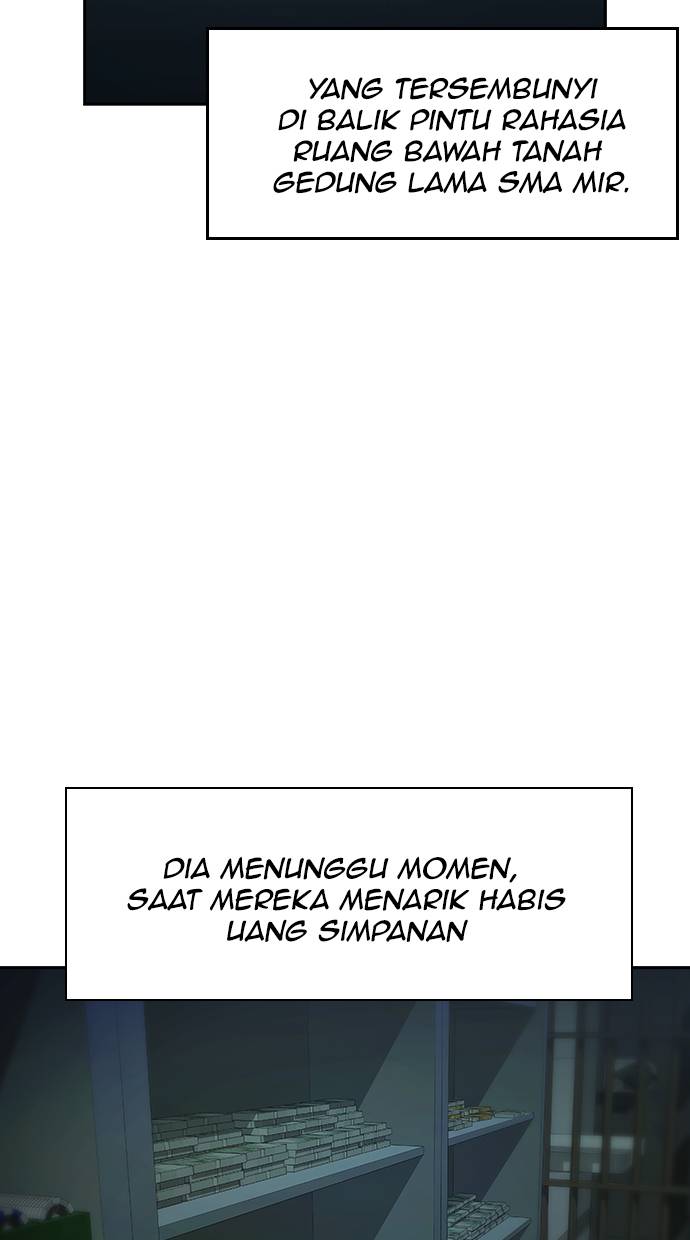 YANG TERSEMBUNYI
DI BALIK PINTU RAHASIA
RUANG BAWAH TANAH
GEDUNG LAMA SMA MIR.
DIA MENUNGGU MOMEN,
SAAT MEREKA MENARIK HABIS
UANG SIMPANAN